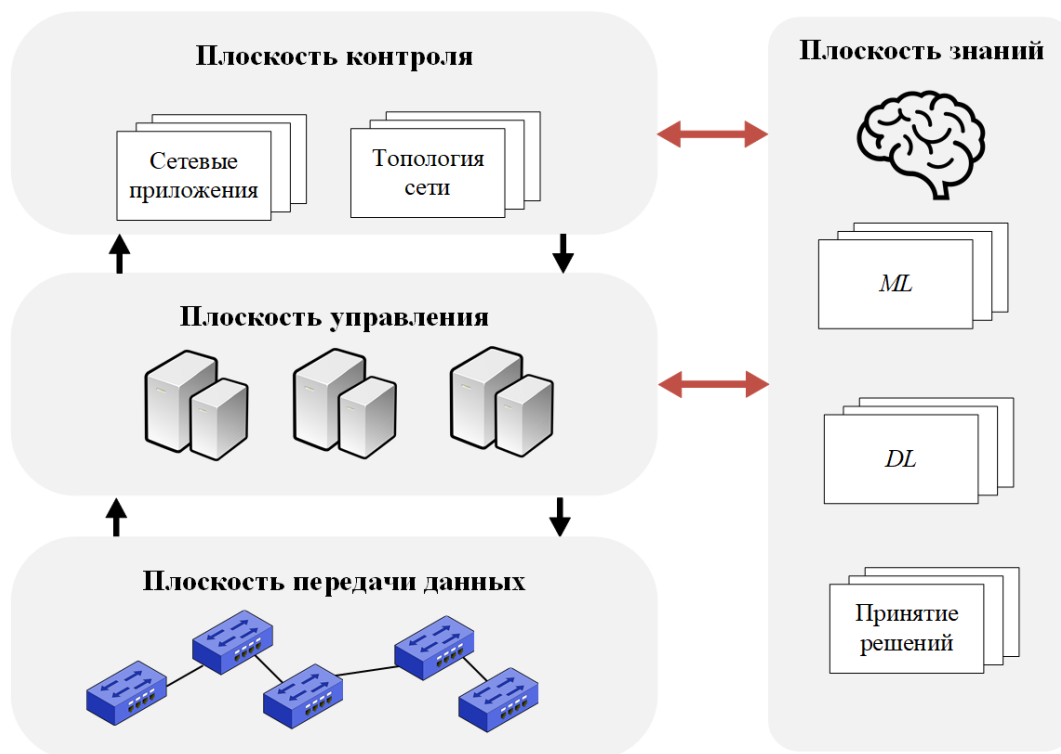 Плоскость контроля
Сетевые
приложения
Топология
сети
Плоскость управления
Плоскость передачи данных
Плоскость знаний
ML
DL
Принятие
решений